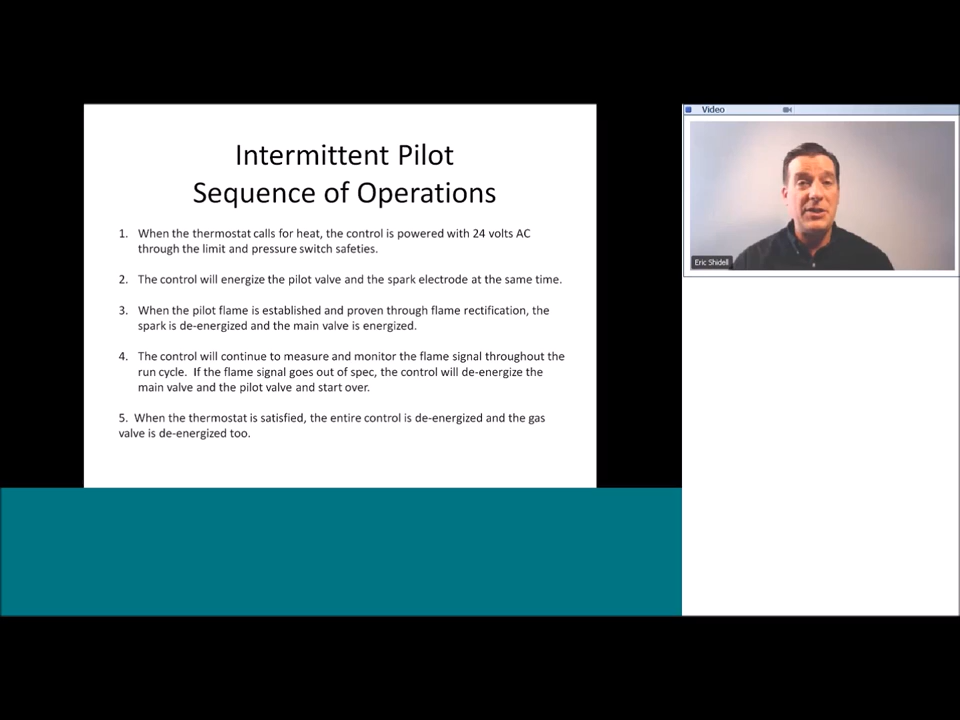 Intermittent Pilot
Sequence of Operations
1. When the thermostat calls for heat, the control is powered with 24 volts AC
through the limit and pressure switch safeties.
2. The control will energize the pilot valve and the spark electrode at the same time.
3. When the pilot flame is established and proven through flame rectification, the
spark is de-energized and the main valve is energized.
4. The control will continue to measure and monitor the flame signal throughout the
run cycle. If the flame signal goes out of spec, the control will de-energize the
main valve and the pilot valve and start over.
5. When the thermostat is satisfied, the entire control is de-energized and the gas
valve is de-energized too.
Video
Eric Shidell